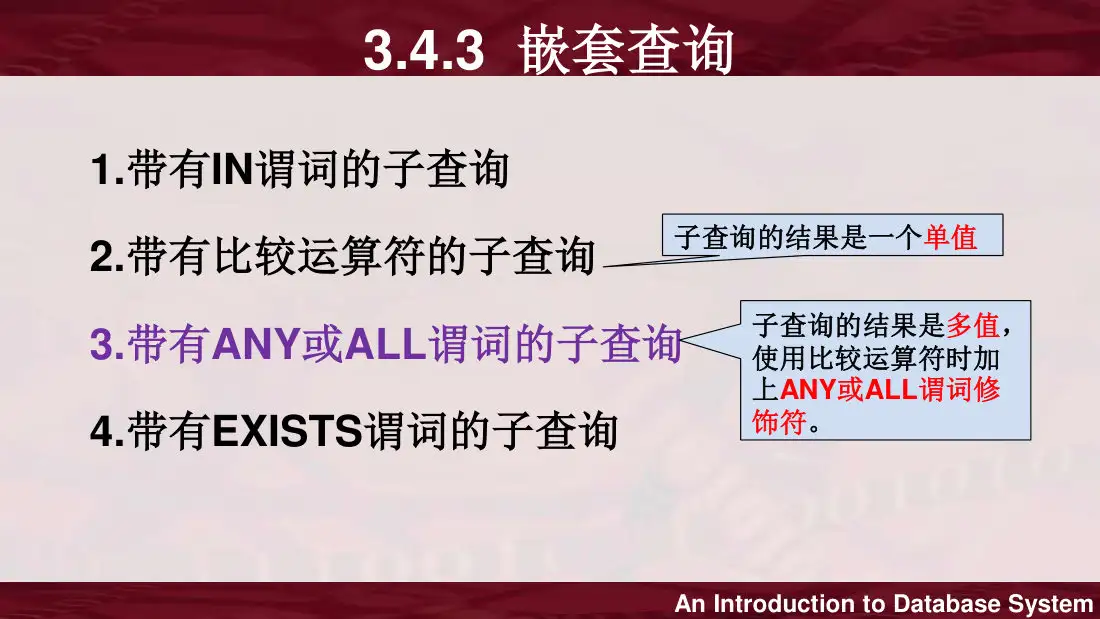 3.4.3 嵌套查询
1.带有IN谓词的子查询
2.带有比较运算符的子查询
子查询的结果是一个单值
3.带有ANY或ALL谓词的子查询
子查询的结果是多值，
使用比较运算符时加
上ANY或ALL谓词修
饰符。
4.带有EXISTS谓词的子查询
An Introduction to Database System